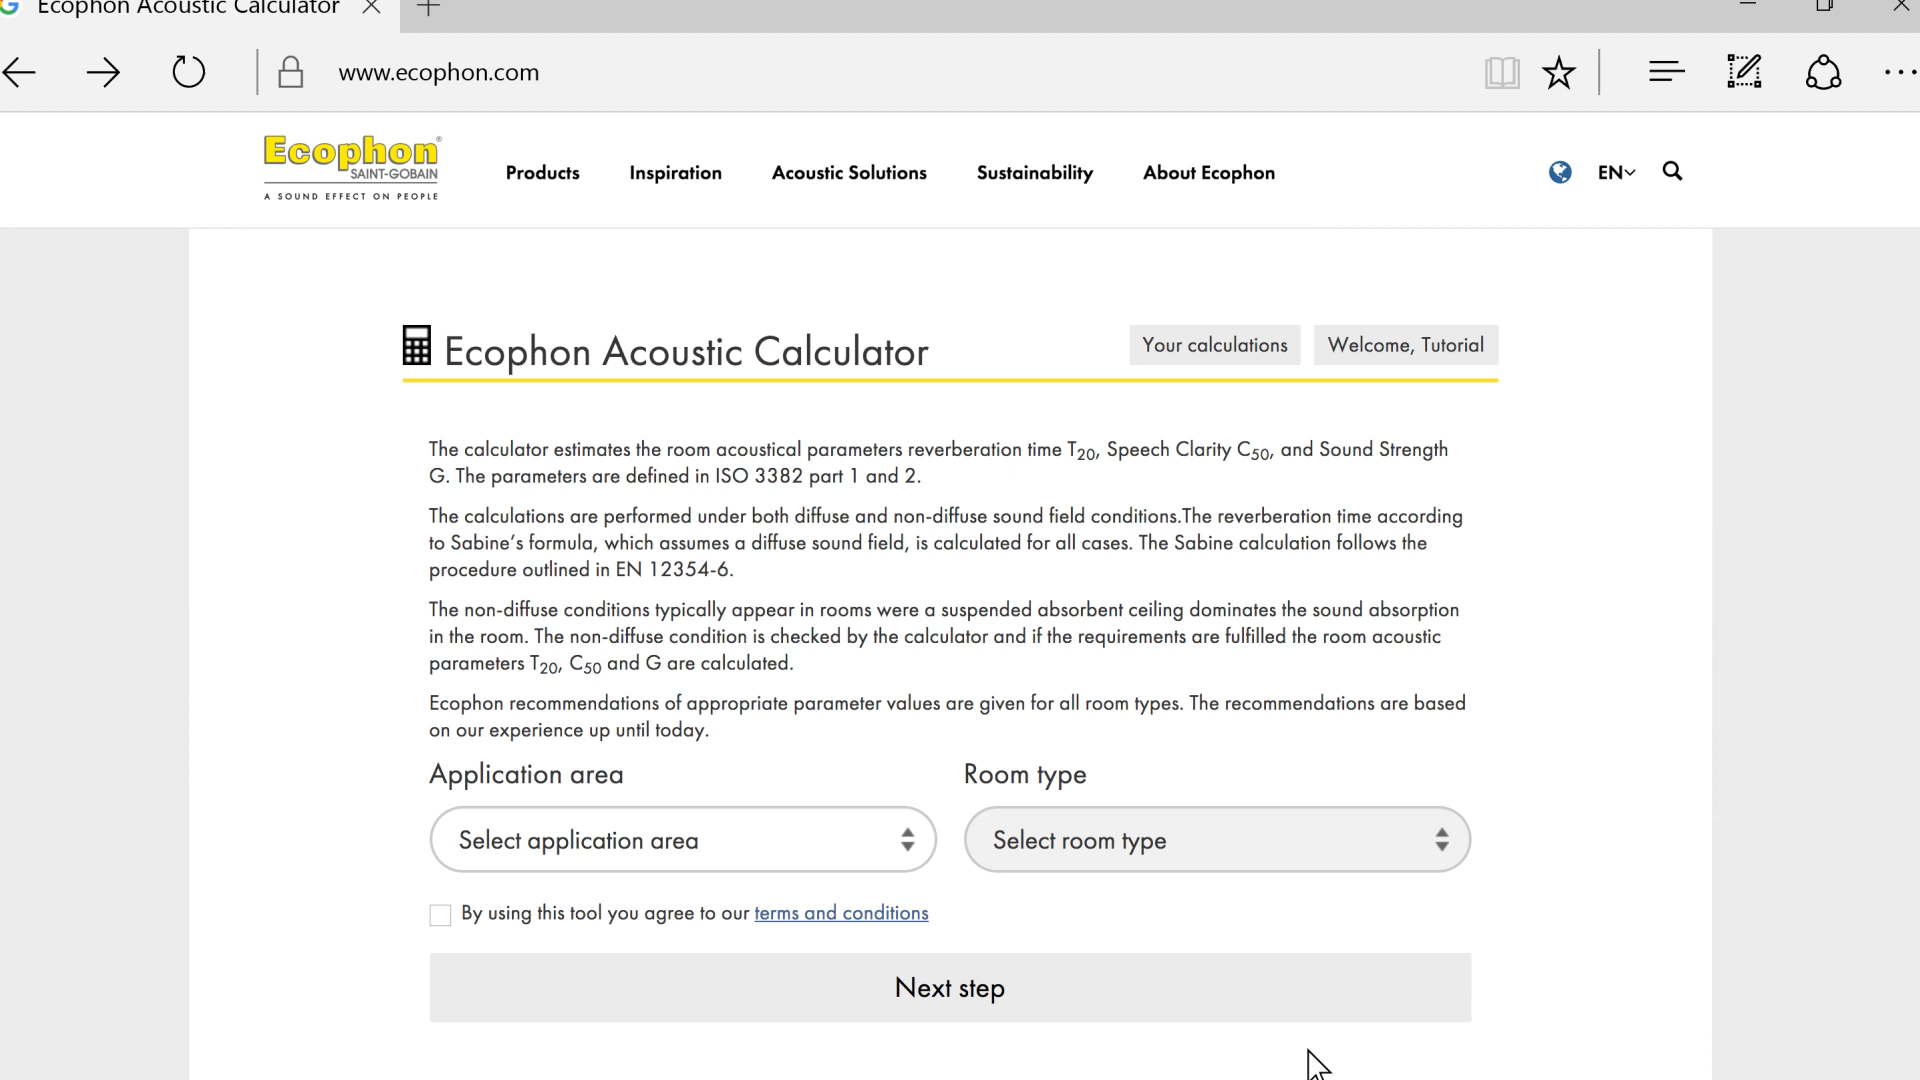 Ecophon Acoustic Calculator
www.ecophon.com
Ecophon®
SAINT-GOBAIN
A SOUND EFFECT ON PEOPLE
Products Inspiration Acoustic Solutions Sustainability About Ecophon EN
Ecophon Acoustic Calculator
Your calculations Welcome, Tutorial
The calculator estimates the room acoustical parameters reverberation time T20, Speech Clarity C50, and Sound Strength
G. The parameters are defined in ISO 3382 part 1 and 2.
The calculations are performed under both diffuse and non-diffuse sound field conditions.The reverberation time according
to Sabine's formula, which assumes a diffuse sound field, is calculated for all cases. The Sabine calculation follows the
procedure outlined in EN 12354-6.
The non-diffuse conditions typically appear in rooms were a suspended absorbent ceiling dominates the sound absorption
in the room. The non-diffuse condition is checked by the calculator and if the requirements are fulfilled the room acoustic
parameters T20, C50 and G are calculated.
Ecophon recommendations of appropriate parameter values are given for all room types. The recommendations are based
on our experience up until today.
Application area Room type
Select application area Select room type
By using this tool you agree to our terms and conditions
Next step